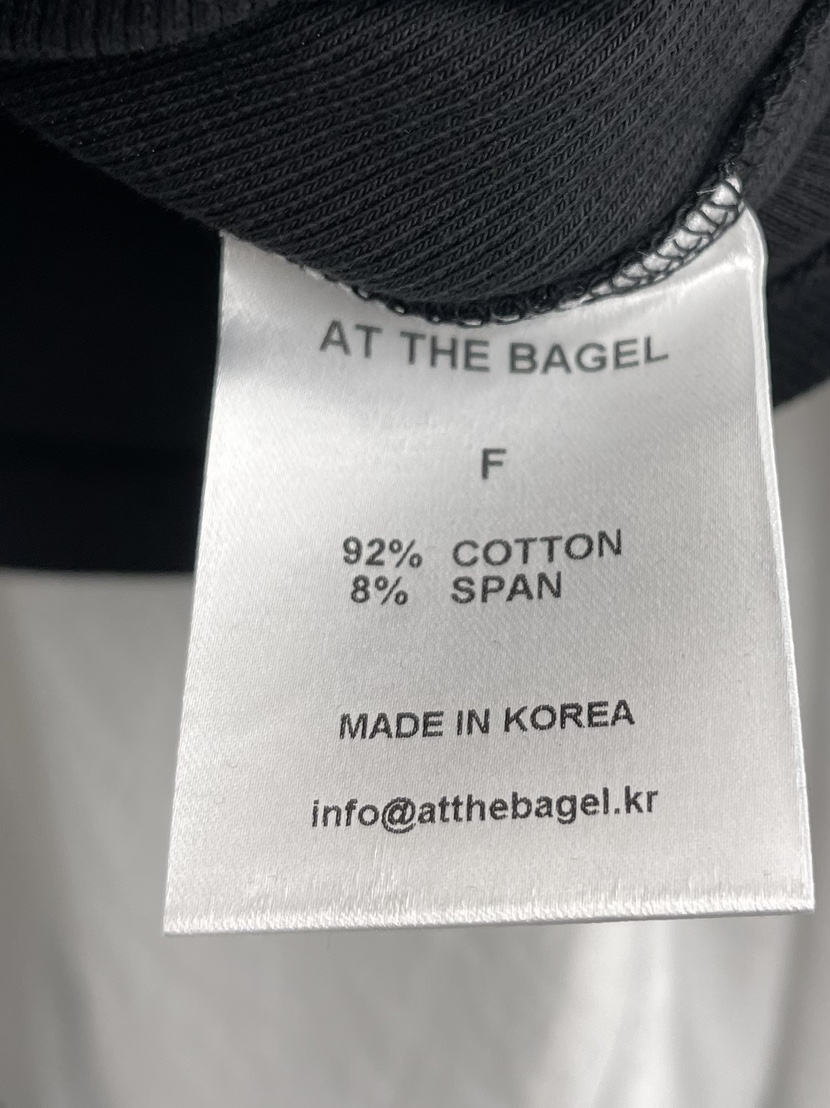 AT THE BAGEL
F
92% COTTON
8% SPAN
MADE IN KOREA
info@atthebagel.kr